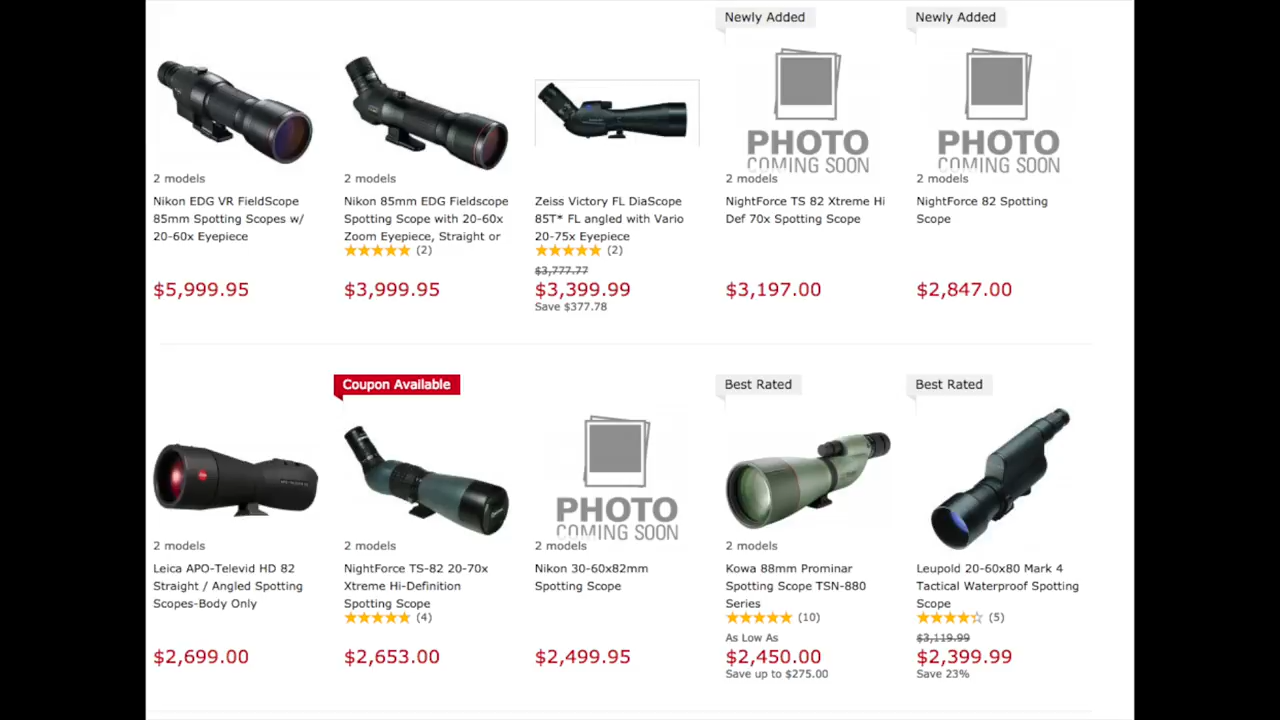 Newly Added
Newly Added
PHOTO
COMING SOON
PHOTO
COMING SOON
2 models
2 models
2 models
2 models
Nikon EDG VR FieldScope
85mm Spotting Scopes w/
20-60x Eyepiece
Nikon 85mm EDG Fieldscope
Spotting Scope with 20-60x
Zoom Eyepiece, Straight or
(2)
Zeiss Victory FL DiaScope
85T* FL angled with Vario
20-75x Eyepiece
(2)
NightForce TS 82 Xtreme Hi
Def 70x Spotting Scope
NightForce 82 Spotting
Scope
$5,999.95
$3,999.95
$3,777.77
$3,399.99
Save $377.78
$3,197.00
$2,847.00
Coupon Available
Best Rated
Best Rated
PHOTO
COMING SOON
2 models
2 models
2 models
2 models
Leica APO-Televid HD 82
Straight / Angled Spotting
Scopes-Body Only
NightForce TS-82 20-70x
Xtreme Hi-Definition
Spotting Scope
(4)
Nikon 30-60x82mm
Spotting Scope
Kowa 88mm Prominar
Spotting Scope TSN-880
Series
(10)
Leupold 20-60x80 Mark 4
Tactical Waterproof Spotting
Scope
(5)
$2,699.00
$2,653.00
$2,499.95
As Low As
$2,450.00
Save up to $275.00
$3,119.99
$2,399.99
Save 23%